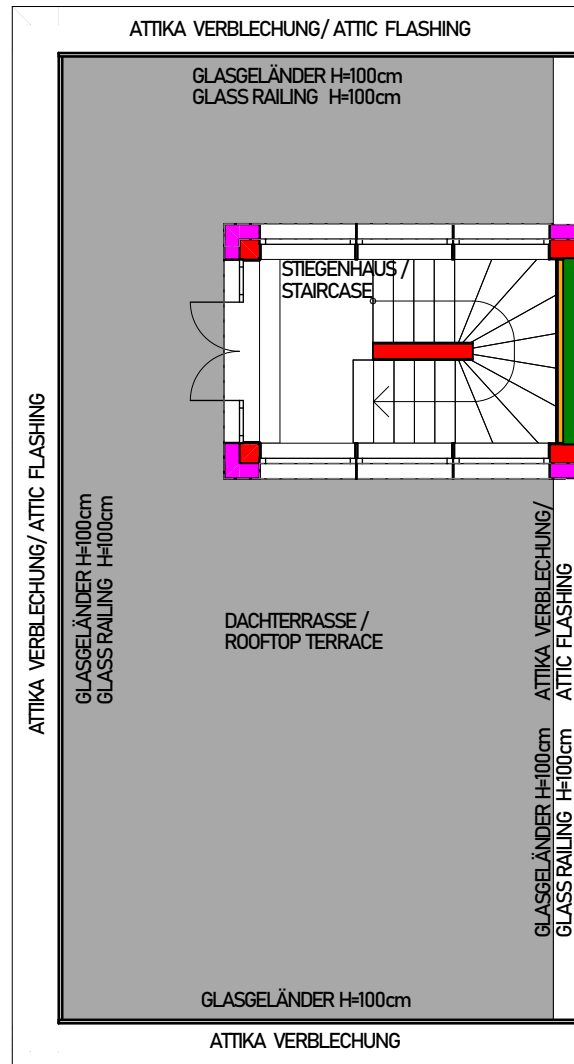 ATTIKA VERBLECHUNG/ ATTIC FLASHING
GLASGELÄNDER H=100cm
GLASS RAILING H=100cm
STIEGENHAUS /
STAIRCASE
ATTIKA VERBLECHUNG/ ATTIC FLASHING
GLASGELÄNDER H=100cm
GLASS RAILING H=100cm
DACHTERRASSE /
ROOFTOP TERRACE
ATTIKA VERBLECHUNG/
ATTIC FLASHING
GLASGELÄNDER H=100cm
GLASS RAILING H=100cm
GLASGELÄNDER H=100cm
ATTIKA VERBLECHUNG